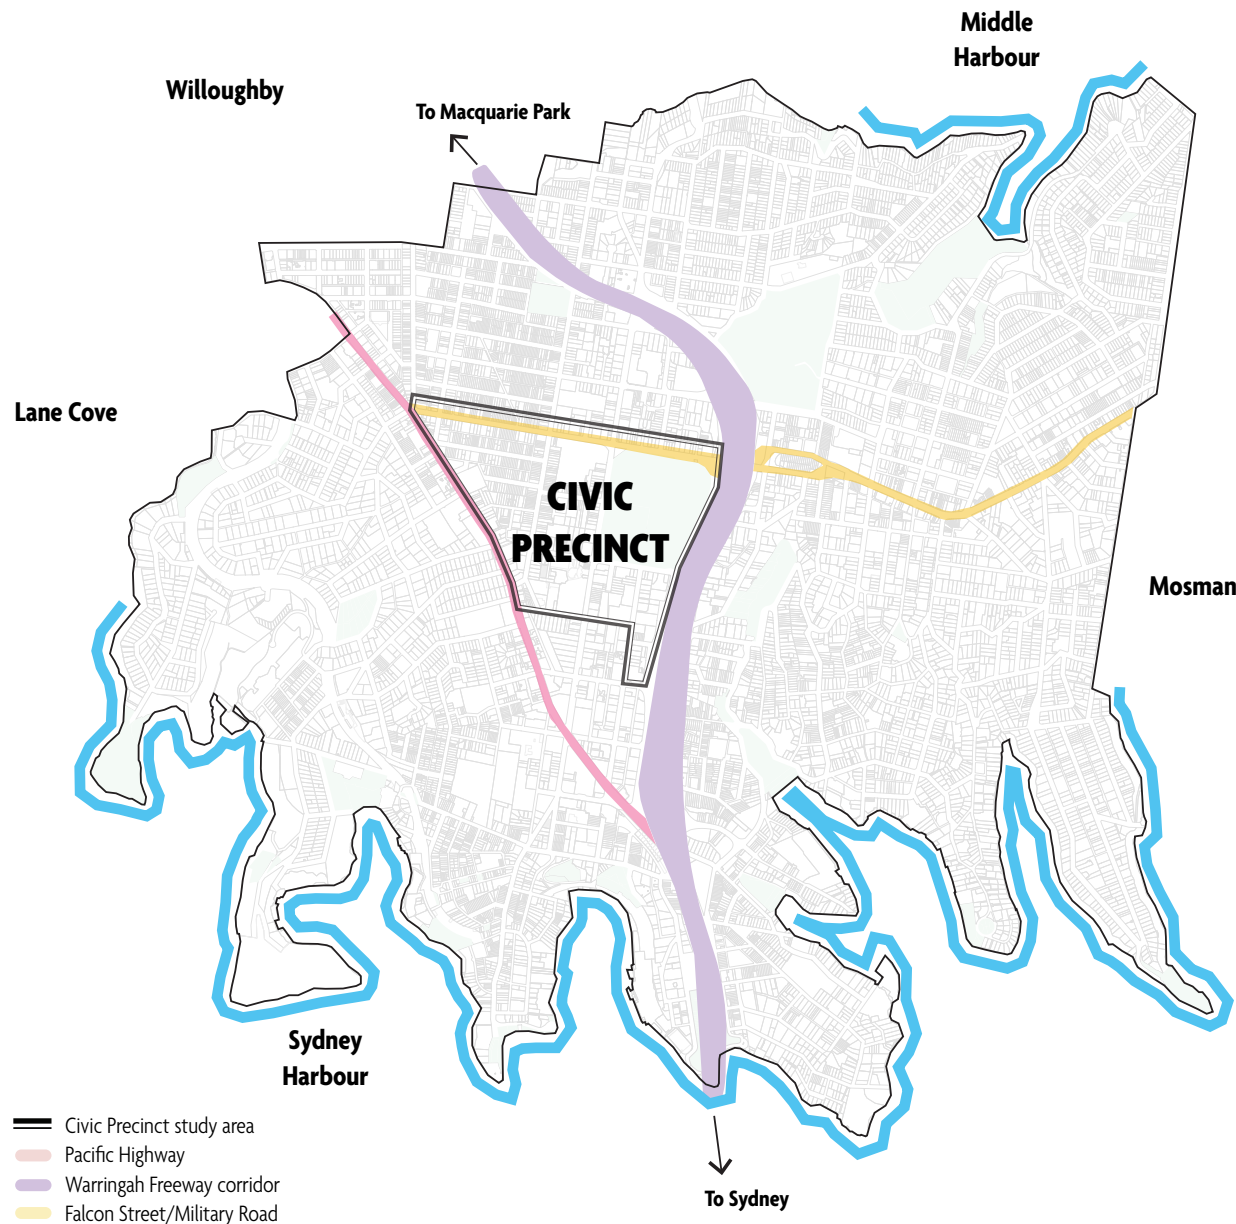 Middle
Harbour
Willoughby
To Macquarie Park
Lane Cove
CIVIC
PRECINCT
Mosman
Sydney
Harbour
Civic Precinct study area
Pacific Highway
Warringah Freeway corridor
Falcon Street/Military Road
To Sydney